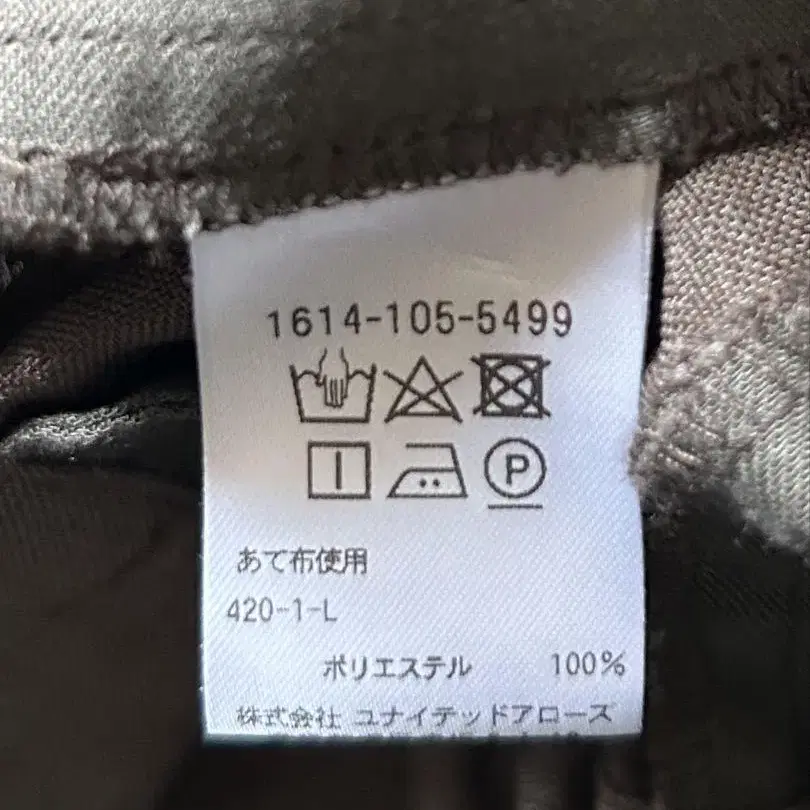 1614-105-5499
P
あて布使用
420-1-L
ポリエステル 100%
株式会社 ユナイテッドアローズ